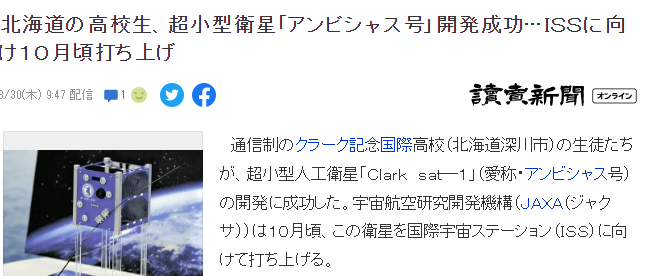 北海道の高校生、超小型衛星「アンビシャス号」開発成功…ISSに向
け10月頃打ち上げ
3/30(木) 9:47 配信 1
讀賣新聞 オンライン
通信制のクラーク記念国際高校(北海道深川市)の生徒たち
が、超小型人工衛星「Clark sat―1」(愛称・アンビシャス号)
の開発に成功した。宇宙航空研究開発機構(JAXA(ジャク
サ))は10月頃、この衛星を国際宇宙ステーション(ISS)に向
けて打ち上げる。